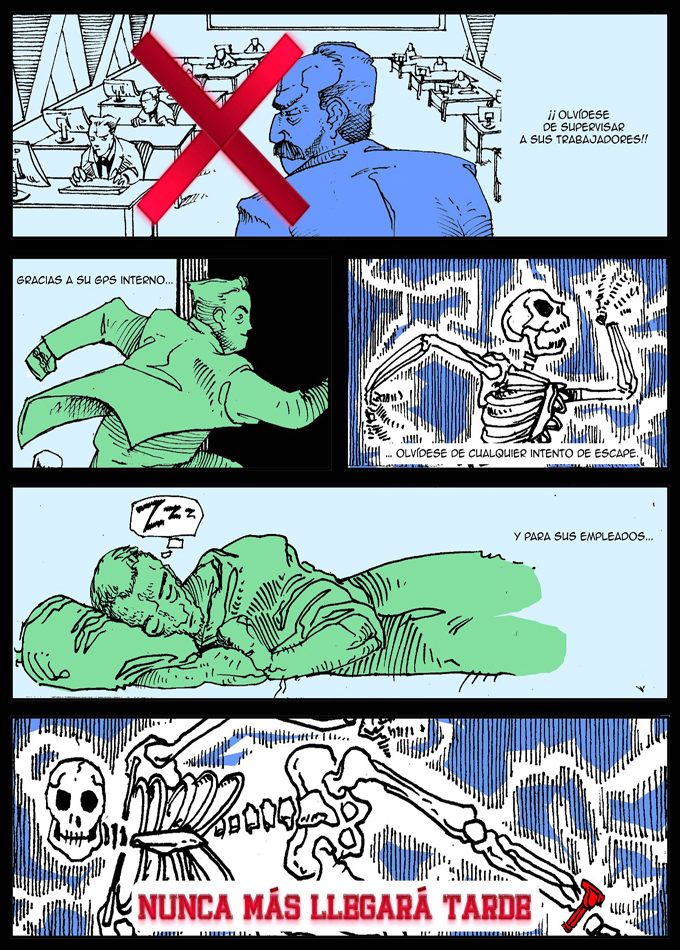 ¡¡ OLVÍDESE
DE SUPERVISAR
A SUS TRABAJADORES!!
GRACIAS A SU GPS INTERNO...
... OLVÍDESE DE CUALQUIER INTENTO DE ESCAPE.
ZZZ
Y PARA SUS EMPLEADOS...
NUNCA MÁS LLEGARÁ TARDE